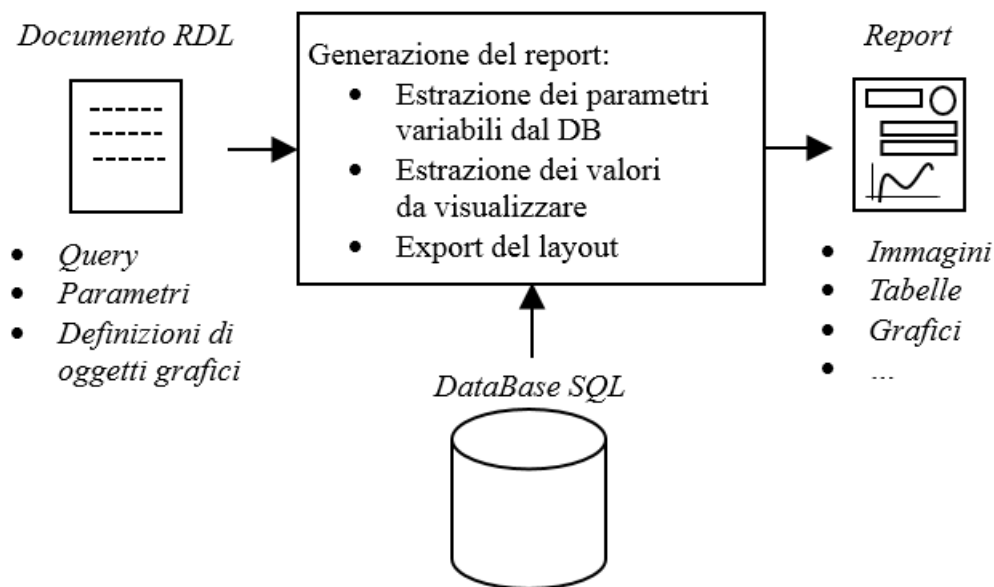 Documento RDL
• Query
• Parametri
• Definizioni di
oggetti grafici
Generazione del report:
• Estrazione dei parametri
variabili dal DB
• Estrazione dei valori
da visualizzare
• Export del layout
DataBase SQL
Report
• Immagini
• Tabelle
• Grafici
• ...